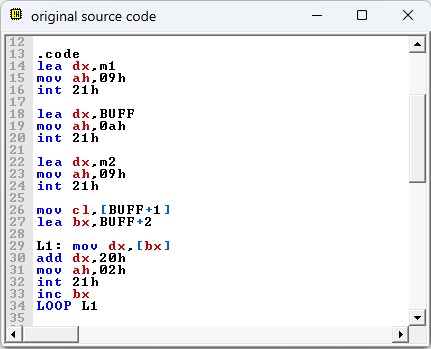 original source code
12
13 .code
14 lea dx,m1
15 mov ah,09h
16 int 21h
17
18 lea dx,BUFF
19 mov ah,0ah
20 int 21h
21
22 lea dx,m2
23 mov ah,09h
24 int 21h
25
26 mov cl,[BUFF+1]
27 lea bx,BUFF+2
28
29 L1: mov dx,[bx]
30 add dx,20h
31 mov ah,02h
32 int 21h
33 inc bx
34 LOOP L1
35